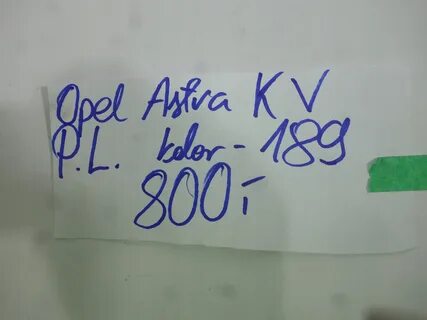 Opel Astra K V
P.L. kolor - 189
800,-